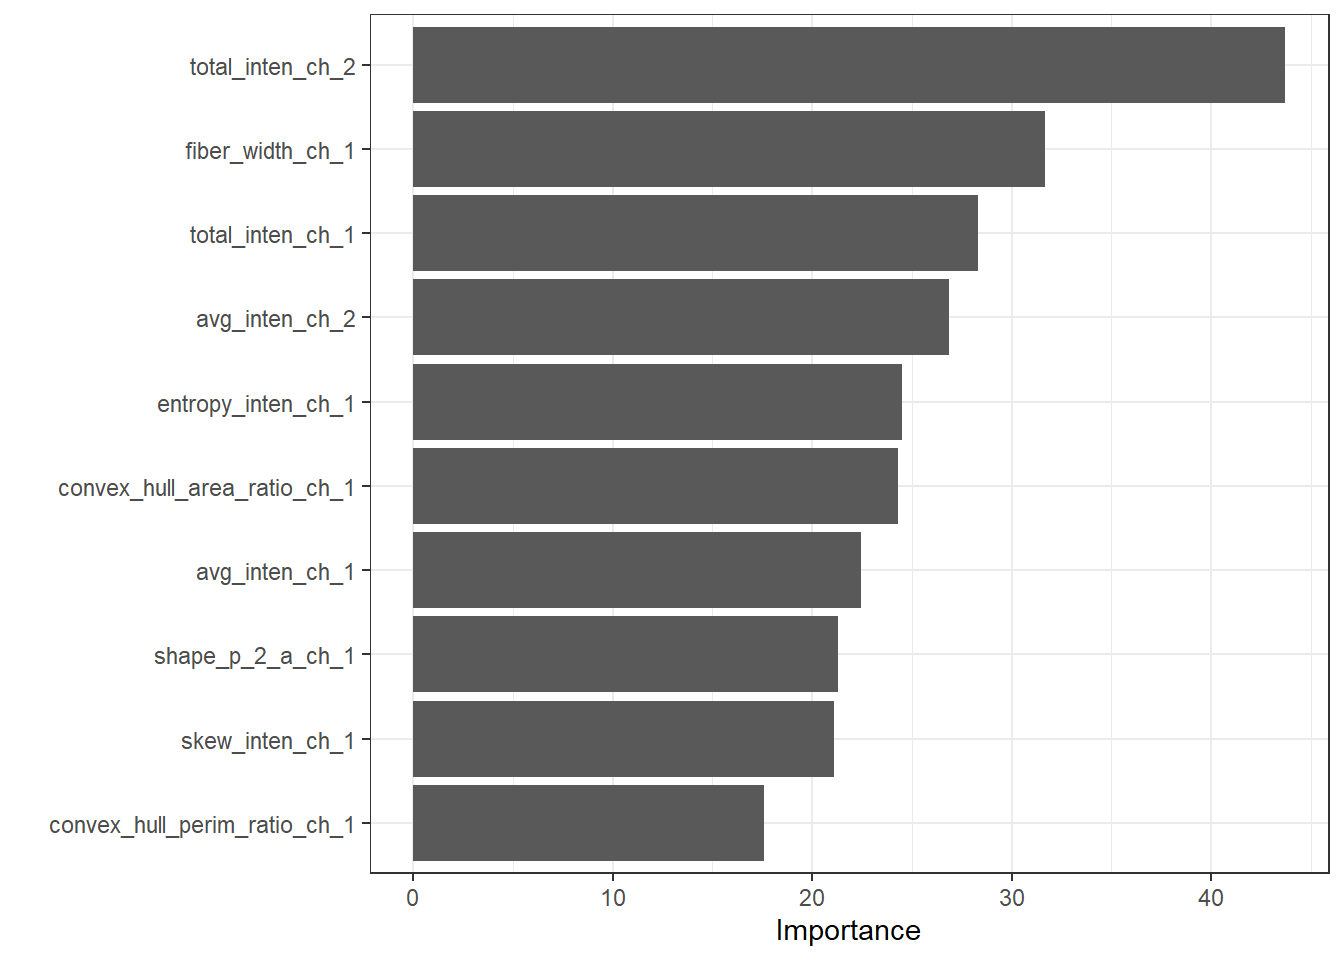 total_inten_ch_2
fiber_width_ch_1
total_inten_ch_1
avg_inten_ch_2
entropy_inten_ch_1
convex_hull_area_ratio_ch_1
avg_inten_ch_1
shape_p_2_a_ch_1
skew_inten_ch_1
convex_hull_perim_ratio_ch_1
0 10 20 30 40
Importance